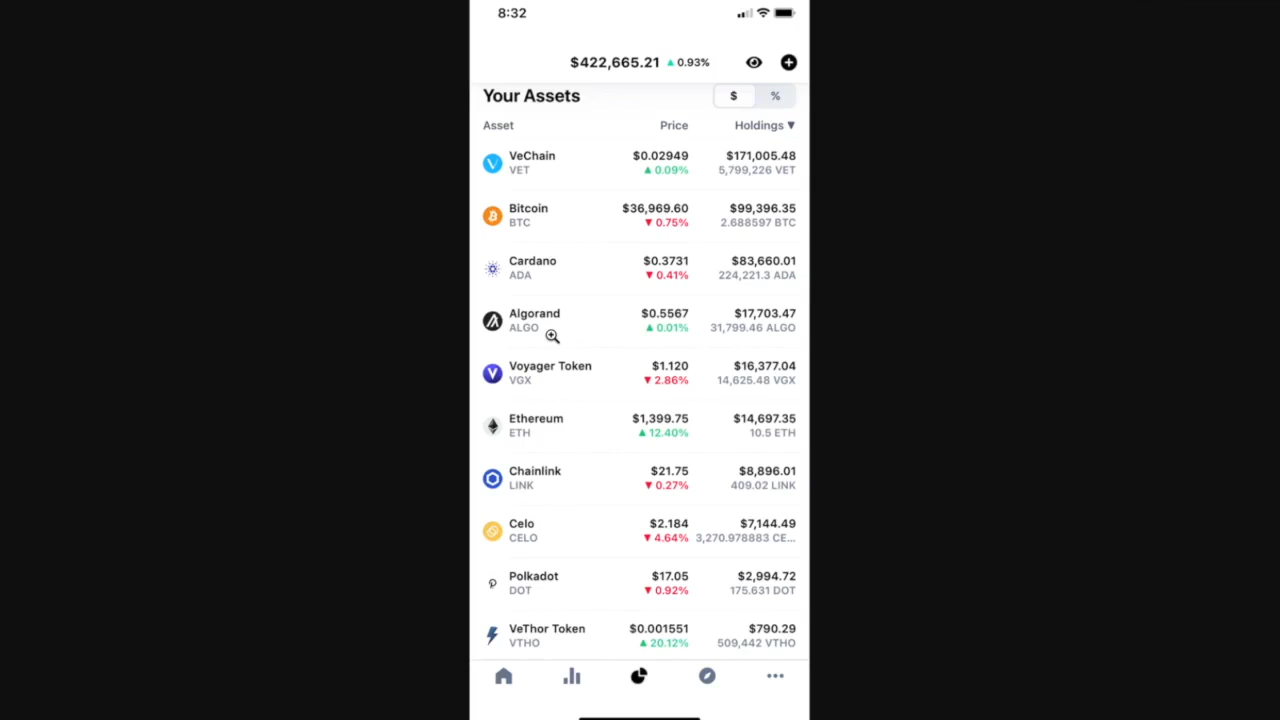 8:32
$422,665.21 ▲ 0.93%
Your Assets $ %
Asset Price Holdings ▼
VeChain $0.02949 $171,005.48
VET ▲ 0.09% 5,799,226 VET
Bitcoin $36,969.60 $99,396.35
BTC ▼ 0.75% 2.688597 BTC
Cardano $0.3731 $83,660.01
ADA ▼ 0.41% 224,221.3 ADA
Algorand $0.5567 $17,703.47
ALGO ▲ 0.01% 31,799.46 ALGO
Voyager Token $1.120 $16,377.04
VGX ▼ 2.86% 14,625.48 VGX
Ethereum $1,399.75 $14,697.35
ETH ▲ 12.40% 10.5 ETH
Chainlink $21.75 $8,896.01
LINK ▼ 0.27% 409.02 LINK
Celo $2.184 $7,144.49
CELO ▼ 4.64% 3,270.978883 CE...
Polkadot $17.05 $2,994.72
DOT ▼ 0.92% 175.631 DOT
VeThor Token $0.001551 $790.29
VTHO ▲ 20.12% 509,442 VTHO